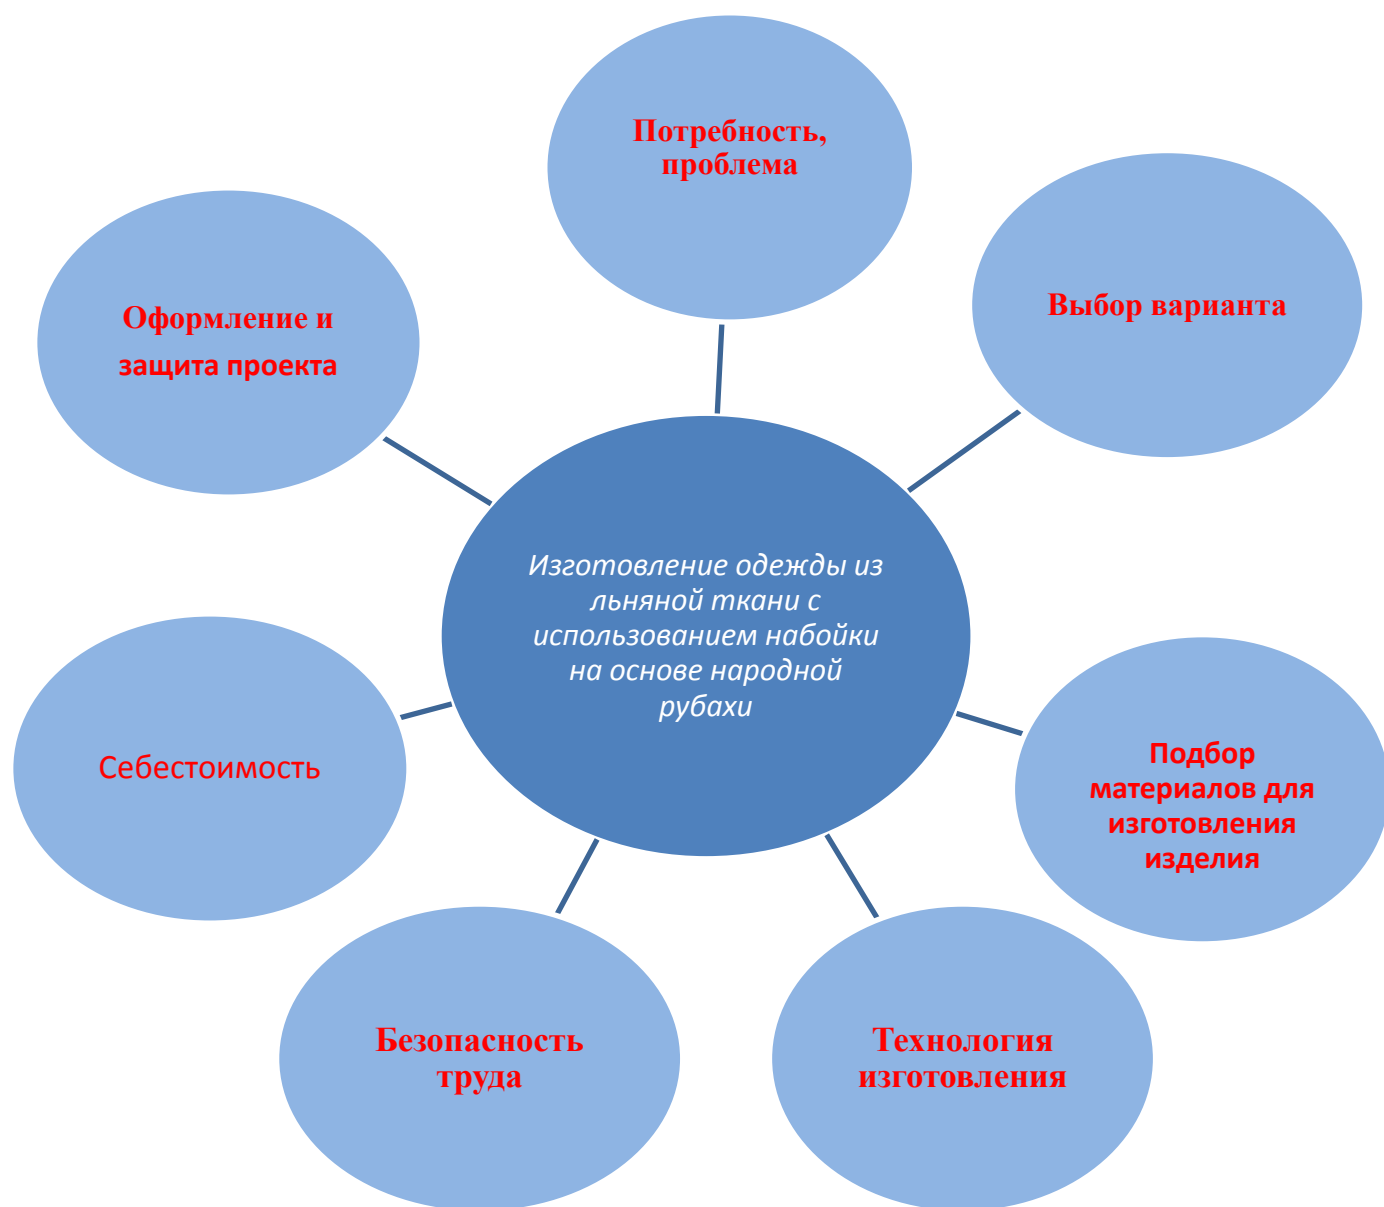 Потребность,
проблема
Выбор варианта
Оформление и
защита проекта
Изготовление одежды из
льняной ткани с
использованием набойки
на основе народной
рубахи
Подбор
материалов для
изготовления
изделия
Себестоимость
Безопасность
труда
Технология
изготовления